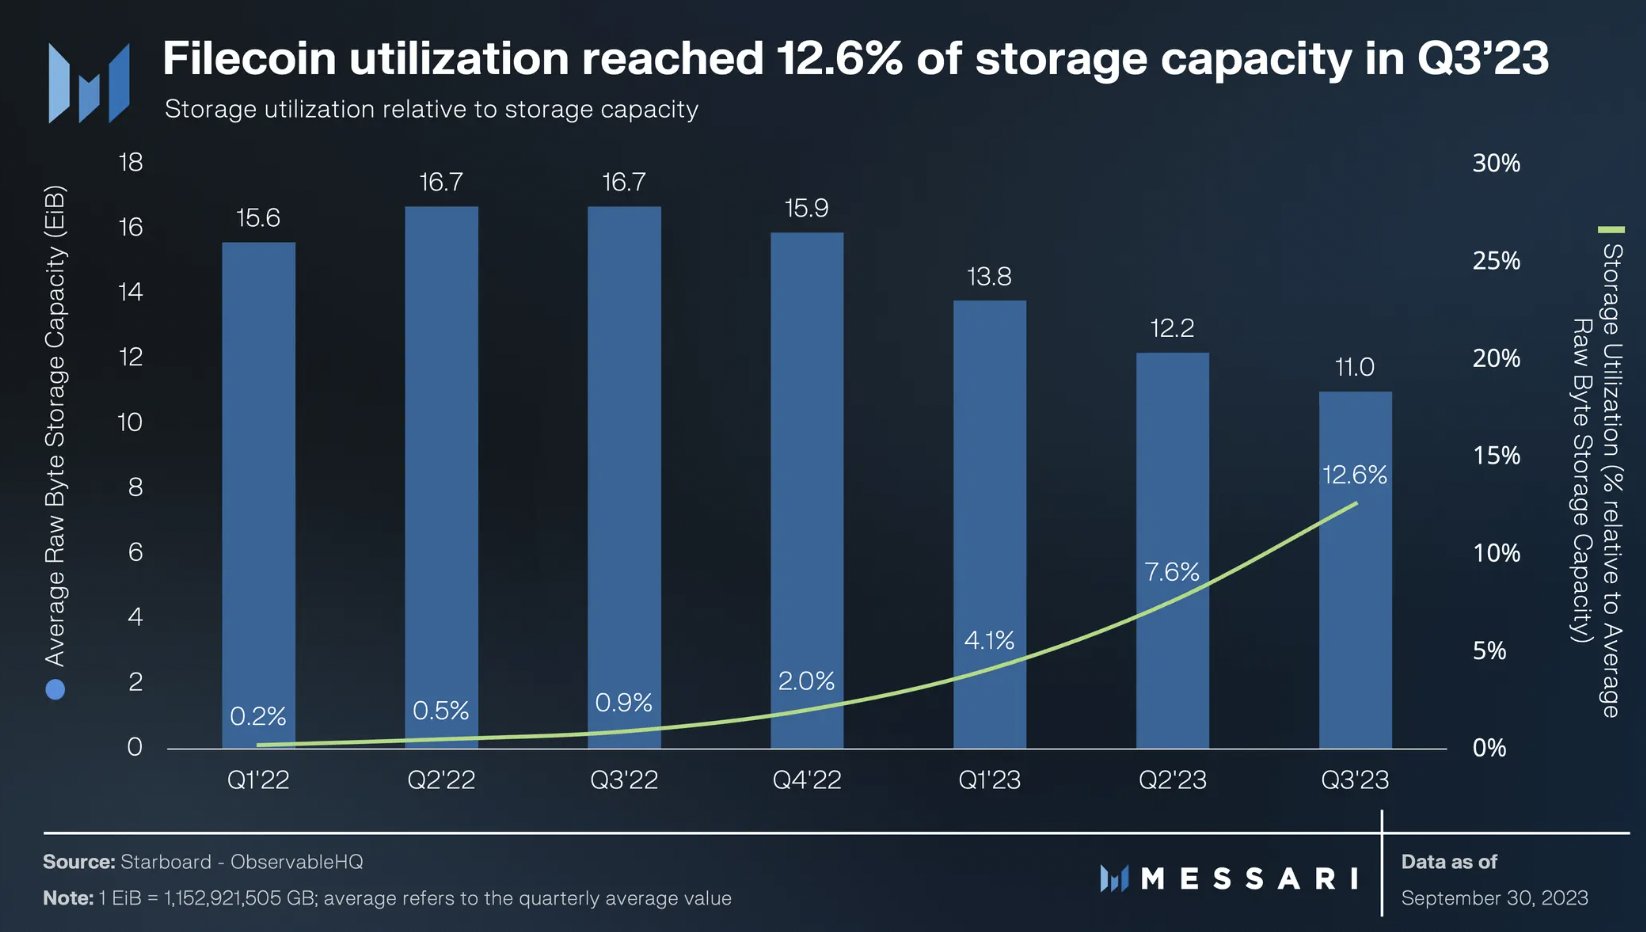 Filecoin utilization reached 12.6% of storage capacity in Q3’23
Storage utilization relative to storage capacity
Average Raw Byte Storage Capacity (EiB)
18
16
14
12
10
8
6
4
2
0
15.6
16.7
16.7
15.9
13.8
12.2
11.0
0.2%
0.5%
0.9%
2.0%
4.1%
7.6%
12.6%
30%
25%
20%
15%
10%
5%
0%
Storage Utilization (% relative to Average
Raw Byte Storage Capacity)
Q1'22
Q2'22
Q3'22
Q4'22
Q1'23
Q2'23
Q3'23
Source: Starboard - ObservableHQ
Note: 1 EiB = 1,152,921,505 GB; average refers to the quarterly average value
MESSARI
Data as of
September 30, 2023